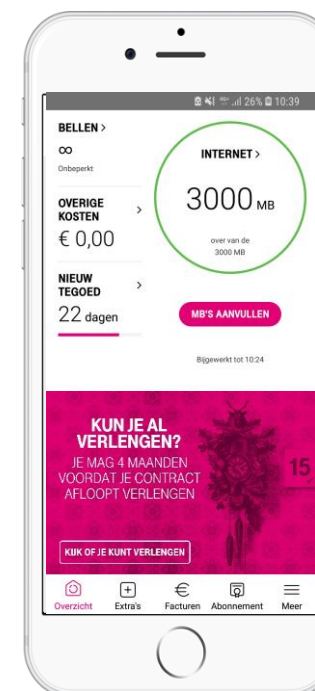 26% 10:39
BELLEN >
∞
Onbeperkt
OVERIGE
KOSTEN >
€ 0,00
NIEUW
TEGOED >
22 dagen
INTERNET >
3000 MB
over van de
3000 MB
MB'S AANVULLEN
Bijgewerkt tot 10:24
KUN JE AL
VERLENGEN?
JE MAG 4 MAANDEN
VOORDAT JE CONTRACT
AFLOOPT VERLENGEN
15
KIJK OF JE KUNT VERLENGEN
Overzicht Extra's Facturen Abonnement Meer